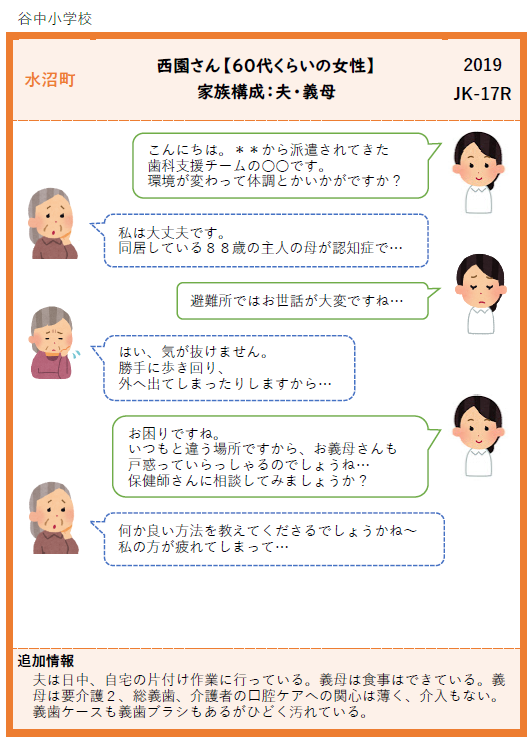 谷中小学校
水沼町
西園さん【60代くらいの女性】
家族構成：夫・義母
2019
JK-17R
こんにちは。＊＊から派遣されてきた
歯科支援チームの〇〇です。
環境が変わって体調とかいかがですか？
私は大丈夫です。
同居している８８歳の主人の母が認知症で…
避難所ではお世話が大変ですね…
はい、気が抜けません。
勝手に歩き回り、
外へ出てしまったりしますから…
お困りですね。
いつもと違う場所ですから、お義母さんも
戸惑っていらっしゃるのでしょうね…
保健師さんに相談してみましょうか？
何か良い方法を教えてくださるでしょうかね～
私の方が疲れてしまって…
追加情報
夫は日中、自宅の片付け作業に行っている。義母は食事はできている。義
母は要介護２、総義歯、介護者の口腔ケアへの関心は薄く、介入もない。
義歯ケースも義歯ブラシもあるがひどく汚れている。